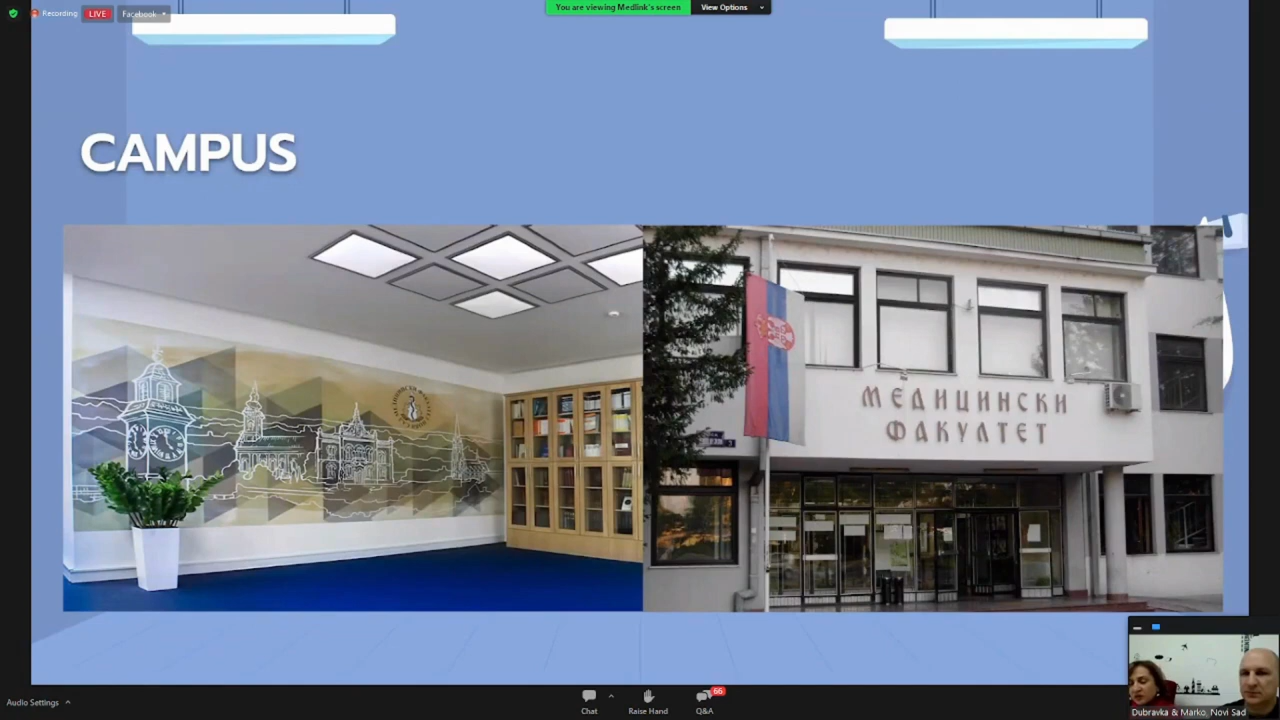 Recording
LIVE
Facebook
You are viewing Medlink's screen
View Options
CAMPUS
МЕДИЦИНСКИ
ФАКУЛТЕТ
3
Dubravka & Marko, Novi Sad
Audio Settings
Chat
Raise Hand
66
Q&A